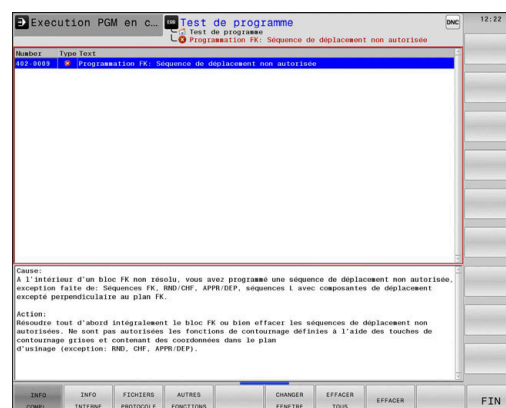 Execution PGM en c...
Test de programme
DNC
12:22
Test de programme
Programmation FK: Séquence de déplacement non autorisée
Number Type Text
402-0009 Programmation FK: Séquence de déplacement non autorisée
Cause:
A l'intérieur d'un bloc FK non résolu, vous avez programmé une séquence de déplacement non autorisée,
exception faite de: Séquences FK, RND/CHF, APPR/DEP, séquences L avec composantes de déplacement
excepté perpendiculaire au plan FK.
Action:
Résoudre tout d'abord intégralement le bloc FK ou bien effacer les séquences de déplacement non
autorisées. Ne sont pas autorisées les fonctions de contournage définies à l'aide des touches de
contournage grises et contenant des coordonnées dans le plan
d'usinage (exception: RND, CHF, APPR/DEP).
INFO COMPL.
INFO INTERNE
FICHIERS PROTOCOLE
AUTRES FONCTIONS
CHANGER FENETRE
EFFACER TOUS
EFFACER
FIN